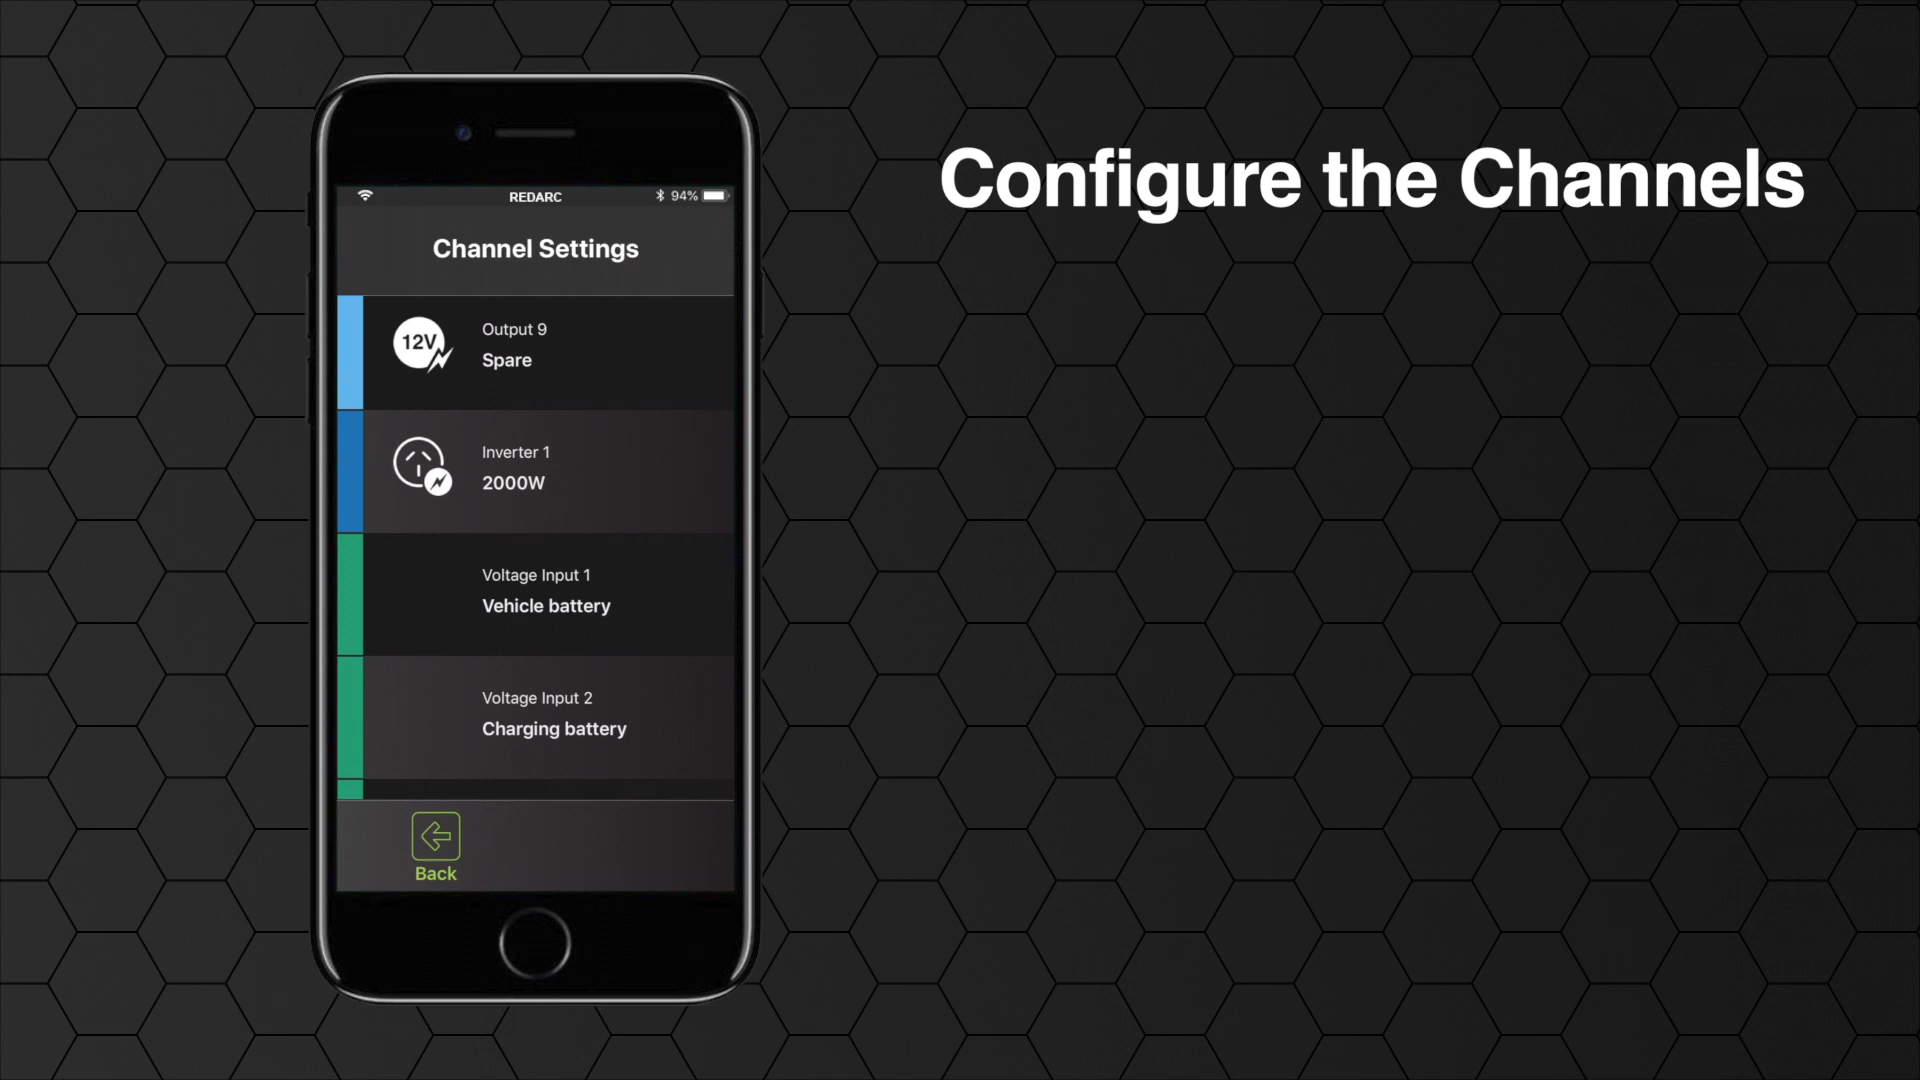 Configure the Channels
REDARC
94%
Channel Settings
12V
Output 9
Spare
Inverter 1
2000W
Voltage Input 1
Vehicle battery
Voltage Input 2
Charging battery
Back